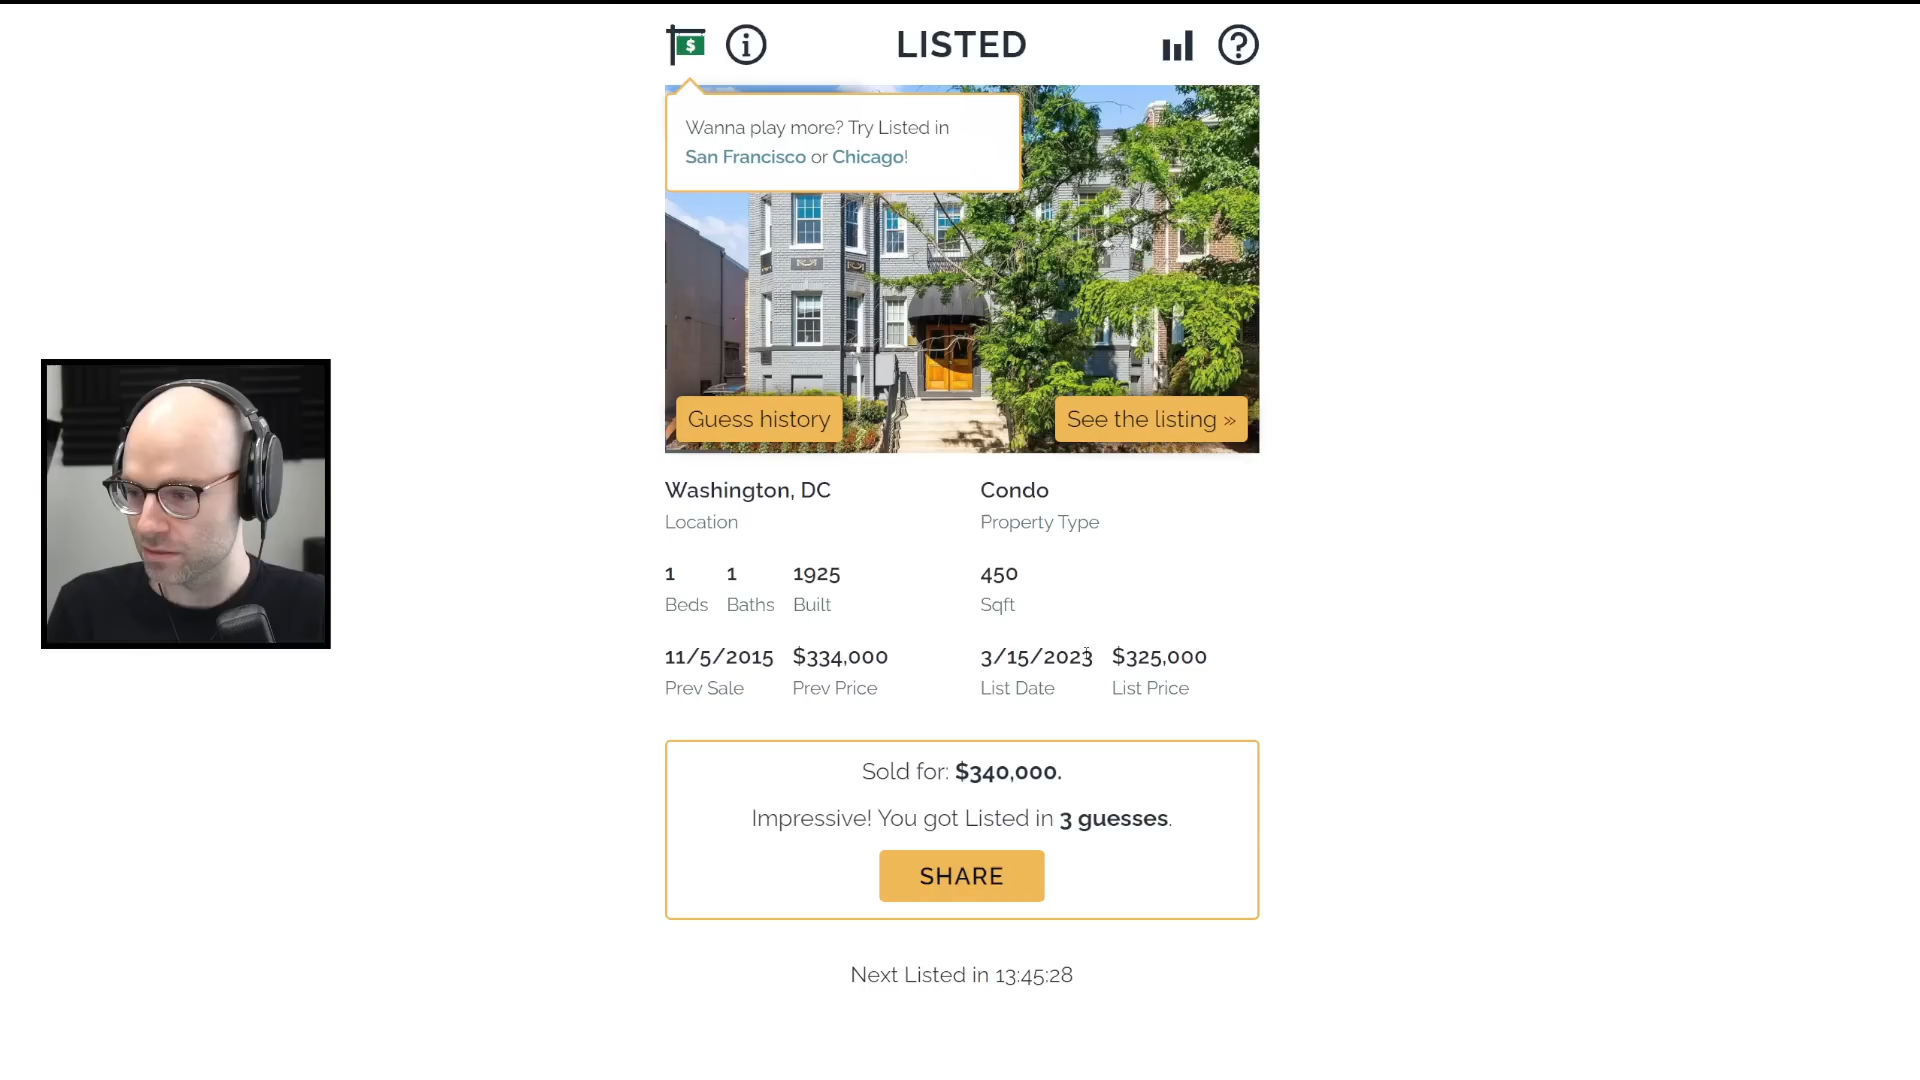 LISTED
Wanna play more? Try Listed in
San Francisco or Chicago!
Guess history
See the listing »
Washington, DC
Location
Condo
Property Type
1
Beds
1
Baths
1925
Built
450
Sqft
11/5/2015
Prev Sale
$334,000
Prev Price
3/15/2023
List Date
$325,000
List Price
Sold for: $340,000.
Impressive! You got Listed in 3 guesses.
SHARE
Next Listed in 13:45:28